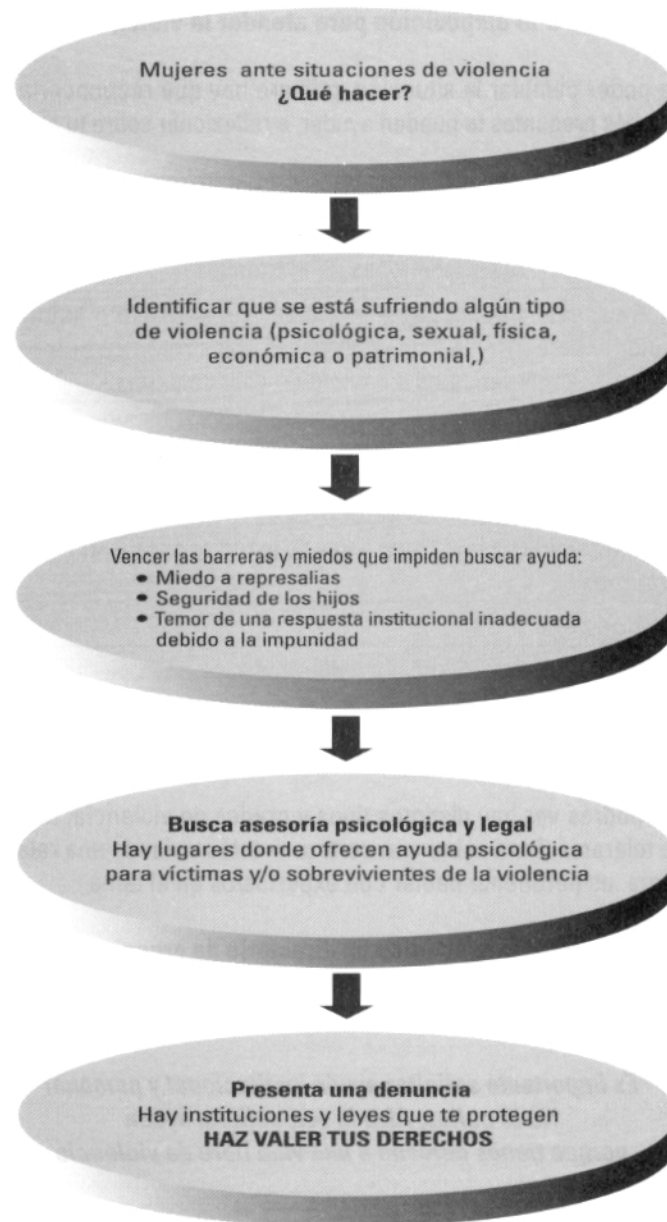 Mujeres ante situaciones de violencia
¿Qué hacer?
Identificar que se está sufriendo algún tipo
de violencia (psicológica, sexual, física,
económica o patrimonial,)
Vencer las barreras y miedos que impiden buscar ayuda:
• Miedo a represalias
• Seguridad de los hijos
• Temor de una respuesta institucional inadecuada
debido a la impunidad
Busca asesoría psicológica y legal
Hay lugares donde ofrecen ayuda psicológica
para víctimas y/o sobrevivientes de la violencia
Presenta una denuncia
Hay instituciones y leyes que te protegen
HAZ VALER TUS DERECHOS